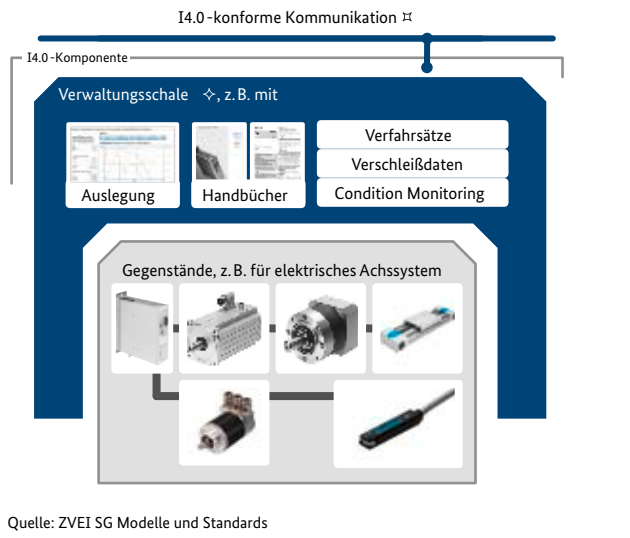 I4.0-konforme Kommunikation ⌑
I4.0-Komponente
Verwaltungsschale ✧, z. B. mit
Verfahrsätze
Verschleißdaten
Auslegung
Handbücher
Condition Monitoring
Gegenstände, z. B. für elektrisches Achssystem
Quelle: ZVEI SG Modelle und Standards